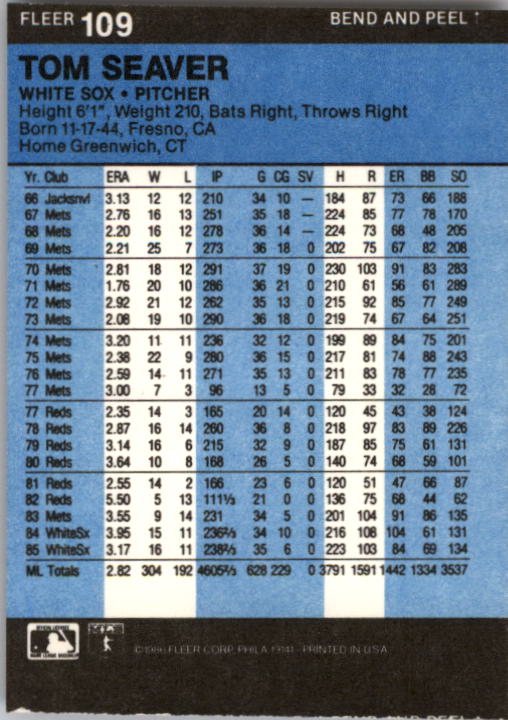 FLEER 109 BEND AND PEEL ↑
TOM SEAVER
WHITE SOX • PITCHER
Height 6'1", Weight 210, Bats Right, Throws Right
Born 11-17-44, Fresno, CA
Home Greenwich, CT
Yr. Club ERA W L IP G CG SV H R ER BB SO
66 Jacksnvl 3.13 12 12 210 34 10 — 184 87 73 66 188
67 Mets 2.76 16 13 251 35 18 — 224 85 77 78 170
68 Mets 2.20 16 12 278 36 14 — 224 73 68 48 205
69 Mets 2.21 25 7 273 36 18 0 202 75 67 82 208
70 Mets 2.81 18 12 291 37 19 0 230 103 91 83 283
71 Mets 1.76 20 10 286 36 21 0 210 61 56 61 289
72 Mets 2.92 21 12 262 35 13 0 215 92 85 77 249
73 Mets 2.08 19 10 290 36 18 0 219 74 67 64 251
74 Mets 3.20 11 11 236 32 12 0 199 89 84 75 201
75 Mets 2.38 22 9 280 36 15 0 217 81 74 88 243
76 Mets 2.59 14 11 271 35 13 0 211 83 78 77 235
77 Mets 3.00 7 3 96 13 5 0 79 33 32 28 72
77 Reds 2.35 14 3 165 20 14 0 120 45 43 38 124
78 Reds 2.87 16 14 260 36 8 0 218 97 83 89 226
79 Reds 3.14 16 6 215 32 9 0 187 85 75 61 131
80 Reds 3.64 10 8 168 26 5 0 140 74 68 59 101
81 Reds 2.55 14 2 166 23 6 0 120 51 47 66 87
82 Reds 5.50 5 13 111⅓ 21 0 0 136 75 68 44 62
83 Mets 3.55 9 14 231 34 5 0 201 104 91 86 135
84 WhiteSx 3.95 15 11 236⅔ 34 10 0 216 108 104 61 131
85 WhiteSx 3.17 16 11 238⅔ 35 6 0 223 103 84 69 134
ML Totals 2.82 304 192 4605⅔ 628 229 0 3791 1591 1442 1334 3537
©1986 FLEER CORP. PHILA 19141 - PRINTED IN U.S.A.